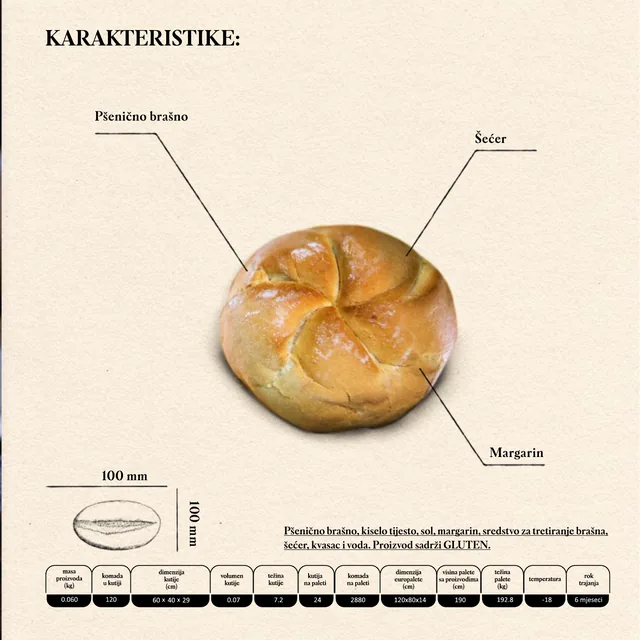 KARAKTERISTIKE:
Pšenično brašno
Šećer
Margarin
100 mm
100 mm
Pšenično brašno, kiselo tijesto, sol, margarin, sredstvo za tretiranje brašna,
šećer, kvasac i voda. Proizvod sadrži GLUTEN.
masa proizvoda (kg)
komada u kutiji
dimenzija kutije (cm)
volumen kutije
težina kutije
kutija na paleti
komada na paleti
dimenzija europalete (cm)
visina palete sa proizvodima (cm)
težina palete (kg)
temperatura
rok trajanja
0.060 120 60 x 40 x 29 0.07 7.2 24 2880 120x80x14 190 192.8 -18 6 mjeseci